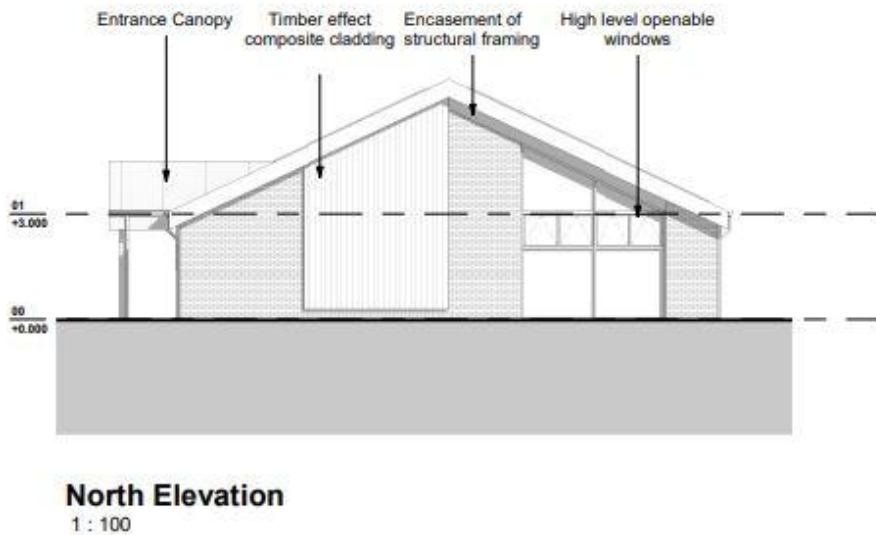 Entrance Canopy
Timber effect
composite cladding
Encasement of
structural framing
High level openable
windows
01
+3.000
00
+0.000
North Elevation
1 : 100